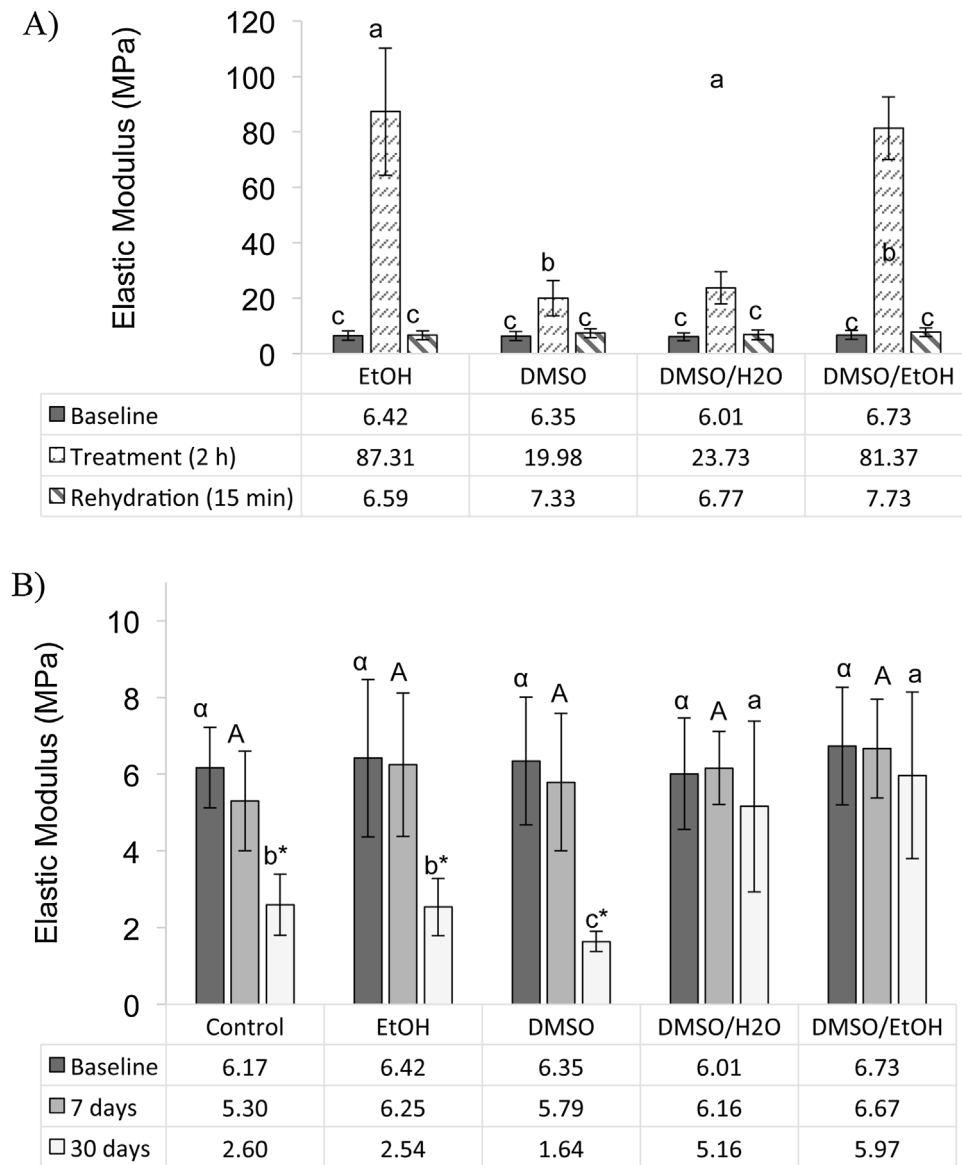 A)
Elastic Modulus (MPa)
120
100
80
60
40
20
0
a
a
b
b
c c c c c c c c
EtOH DMSO DMSO/H2O DMSO/EtOH
Baseline 6.42 6.35 6.01 6.73
Treatment (2 h) 87.31 19.98 23.73 81.37
Rehydration (15 min) 6.59 7.33 6.77 7.73
B)
Elastic Modulus (MPa)
10
8
6
4
2
0
α A b* α A b* α A c* α A a α A a
Control EtOH DMSO DMSO/H2O DMSO/EtOH
Baseline 6.17 6.42 6.35 6.01 6.73
7 days 5.30 6.25 5.79 6.16 6.67
30 days 2.60 2.54 1.64 5.16 5.97